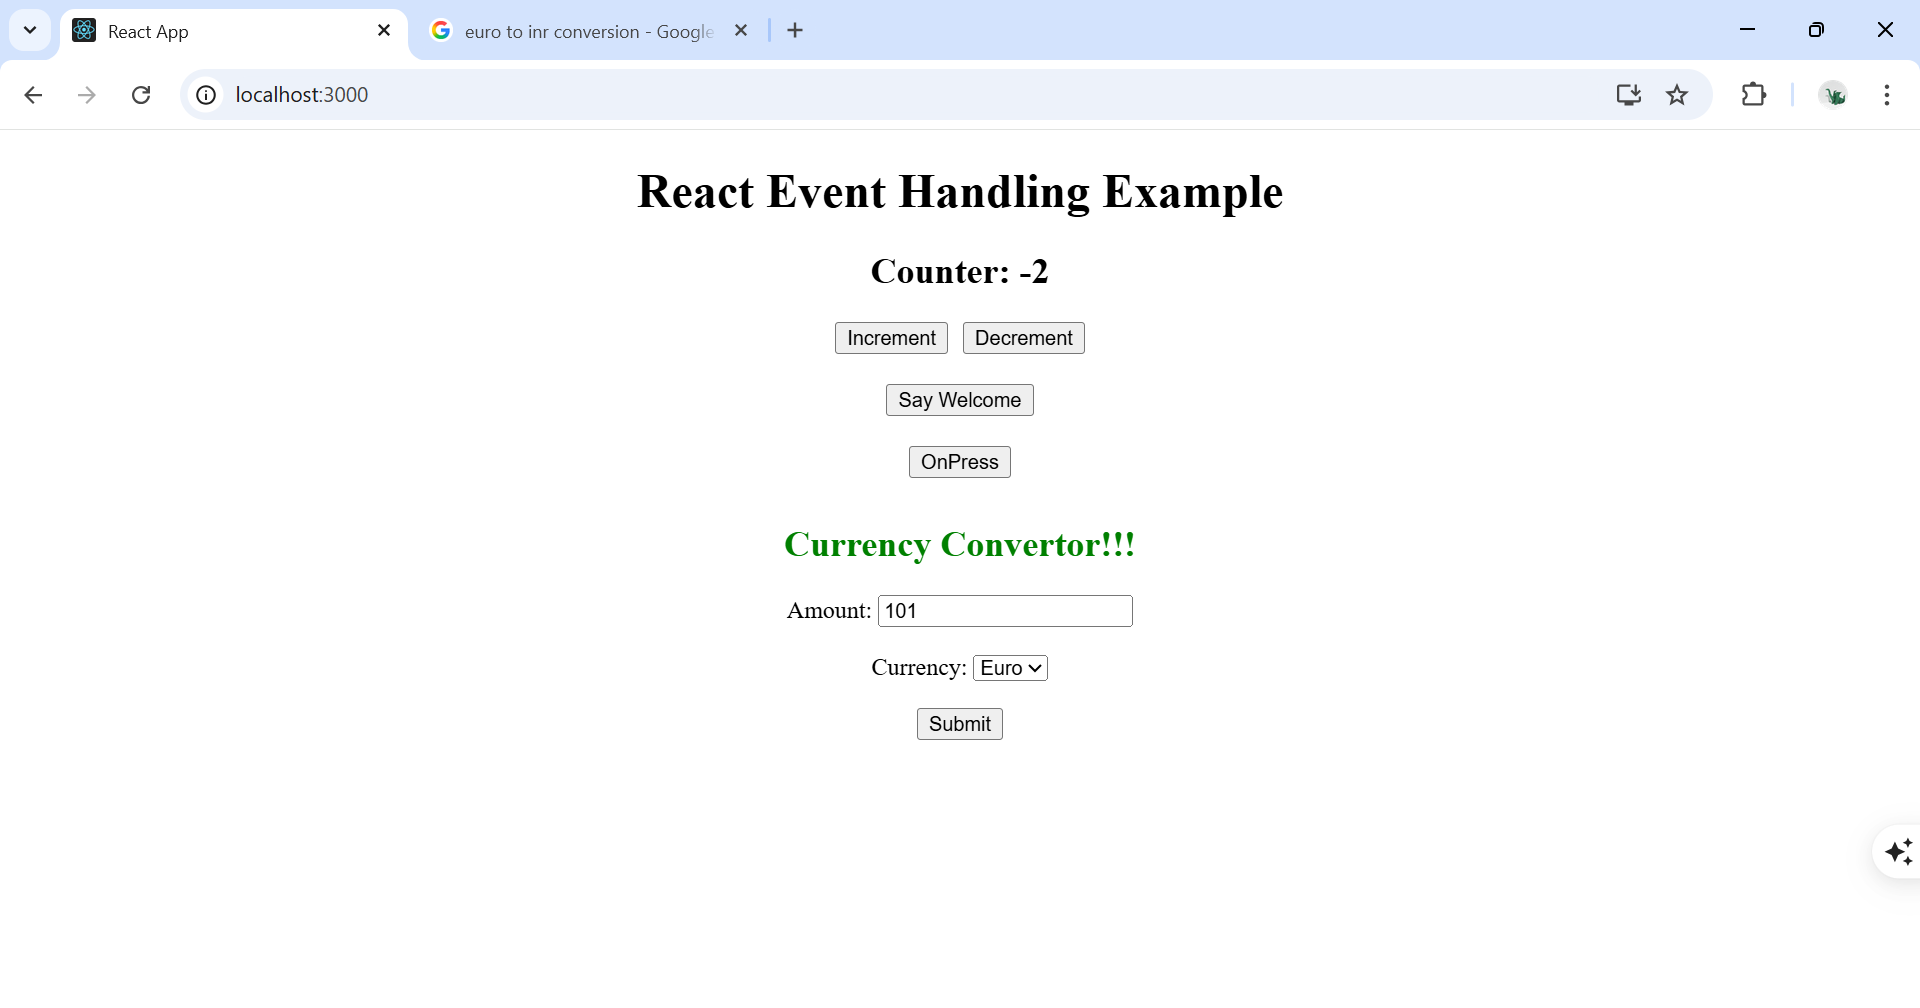 React App
euro to inr conversion - Google
localhost:3000
React Event Handling Example
Counter: -2
Increment Decrement
Say Welcome
OnPress
Currency Convertor!!!
Amount: 101
Currency: Euro
Submit